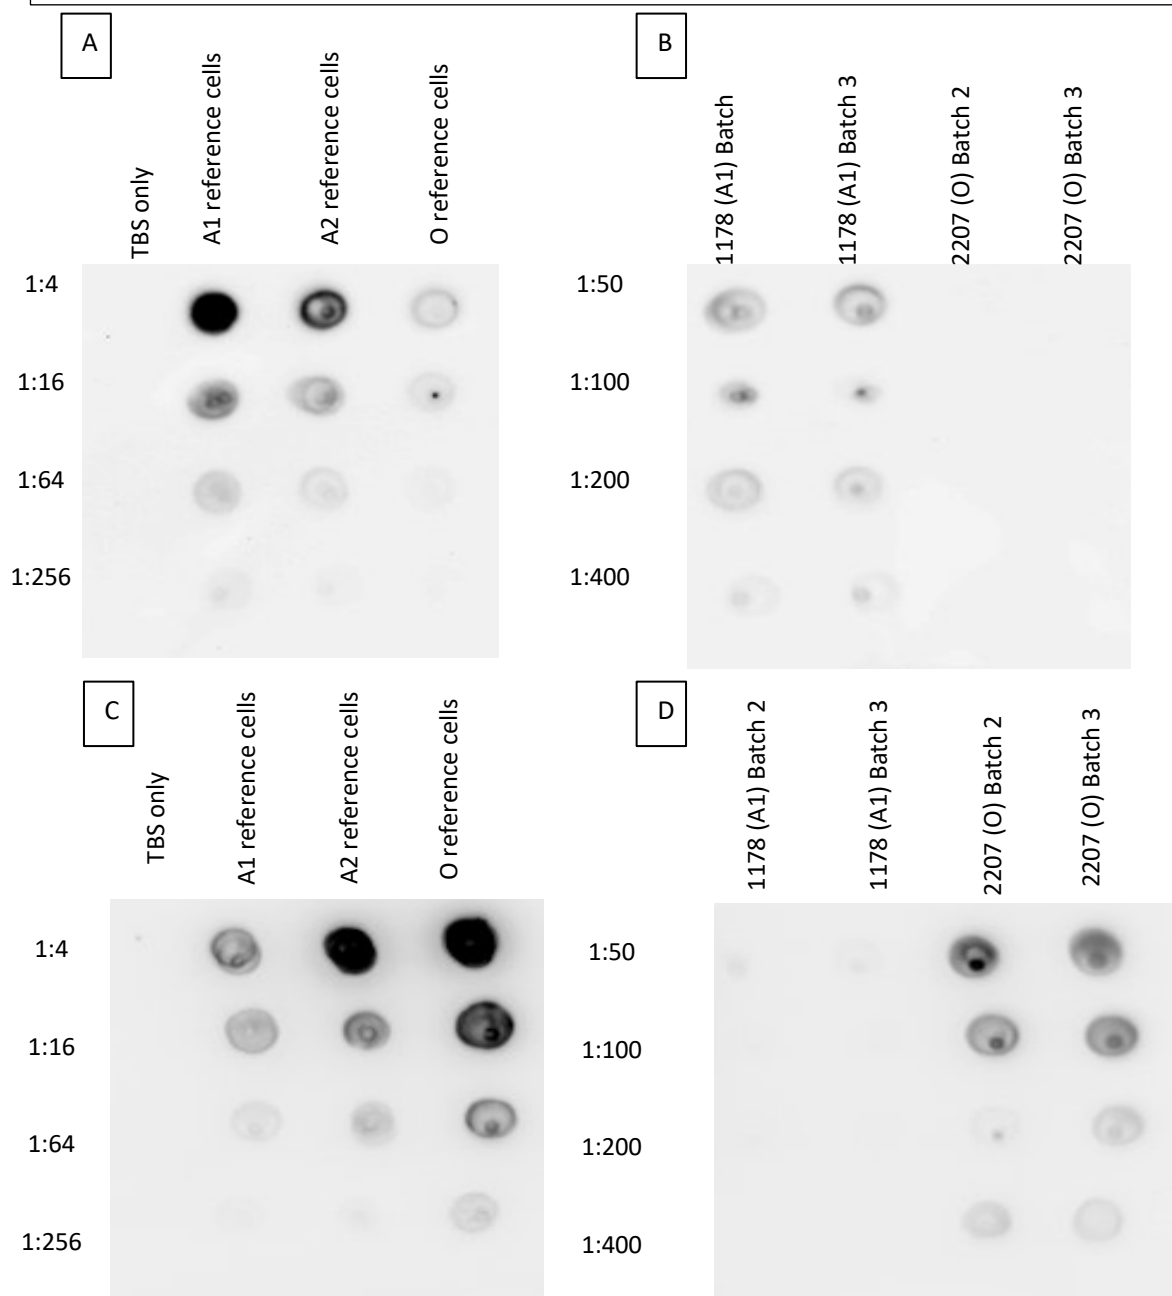 A
TBS only
A1 reference cells
A2 reference cells
O reference cells
1:4
1:16
1:64
1:256
B
1178 (A1) Batch
1178 (A1) Batch 3
2207 (O) Batch 2
2207 (O) Batch 3
1:50
1:100
1:200
1:400
C
TBS only
A1 reference cells
A2 reference cells
O reference cells
1:4
1:16
1:64
1:256
D
1178 (A1) Batch 2
1178 (A1) Batch 3
2207 (O) Batch 2
2207 (O) Batch 3
1:50
1:100
1:200
1:400